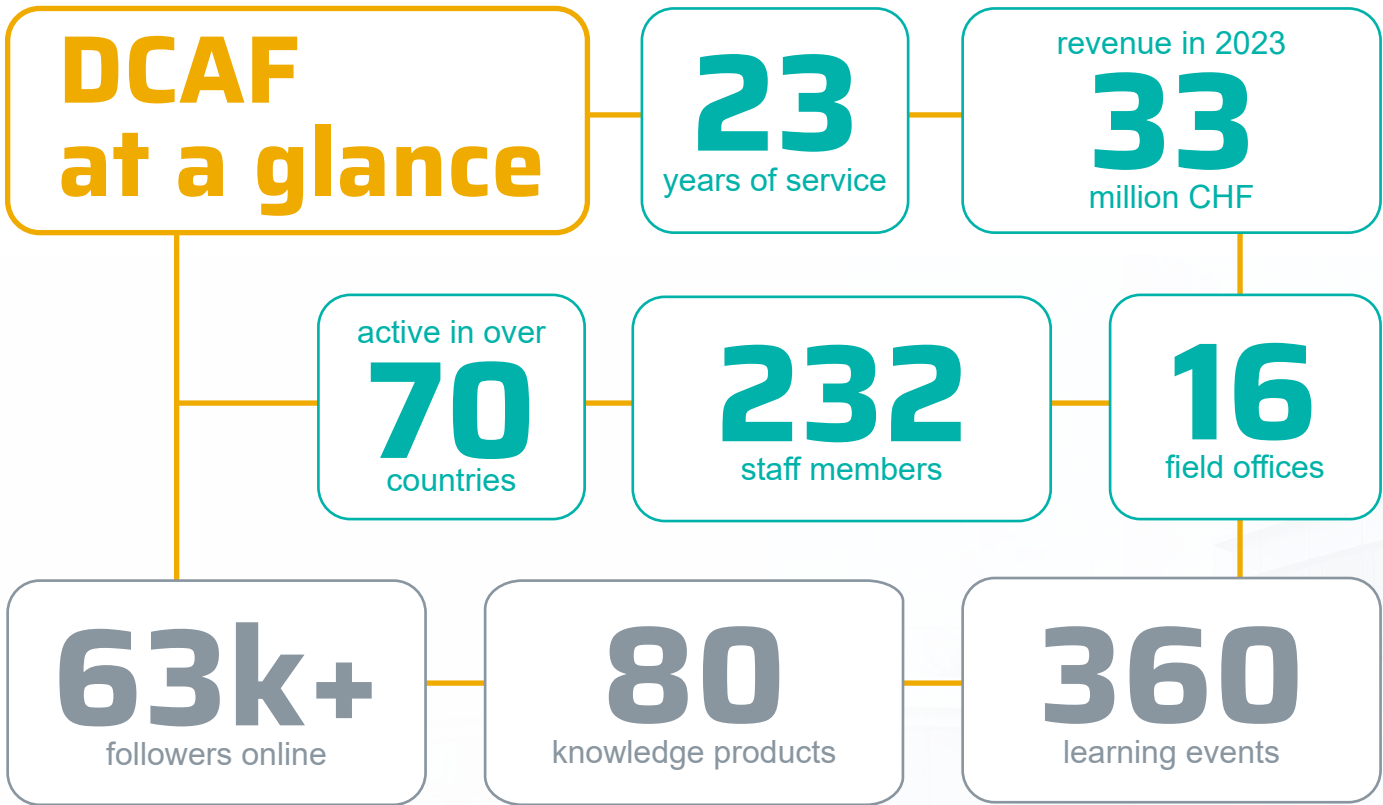 DCAF
at a glance
23
years of service
revenue in 2023
33
million CHF
active in over
70
countries
232
staff members
16
field offices
63k+
followers online
80
knowledge products
360
learning events